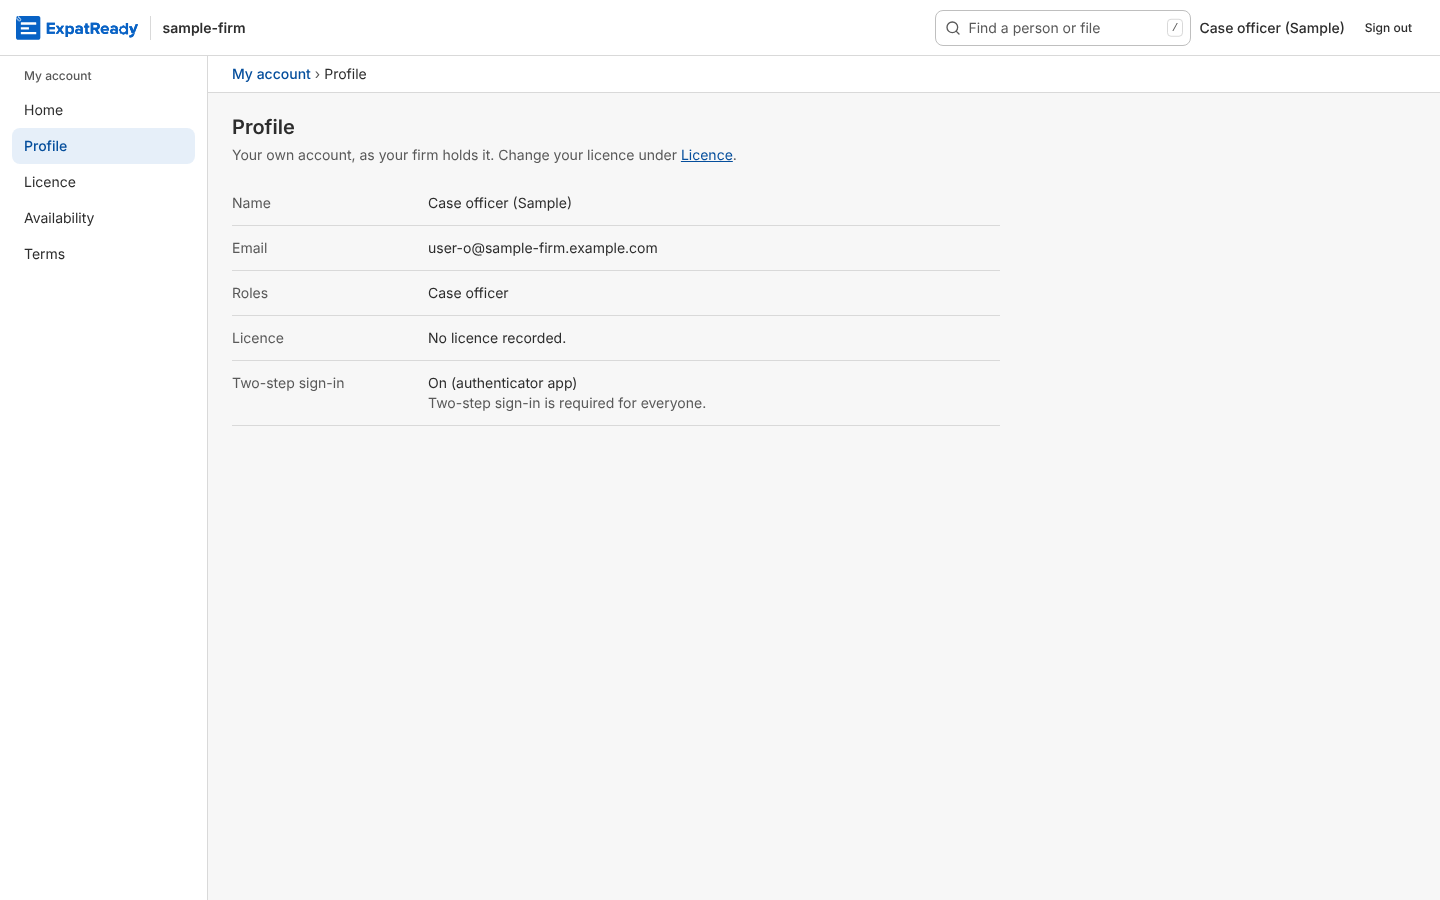 ExpatReady
sample-firm
Find a person or file
/
Case officer (Sample)
Sign out
My account
Home
Profile
Licence
Availability
Terms
My account › Profile
Profile
Your own account, as your firm holds it. Change your licence under Licence.
Name
Case officer (Sample)
Email
user-o@sample-firm.example.com
Roles
Case officer
Licence
No licence recorded.
Two-step sign-in
On (authenticator app)
Two-step sign-in is required for everyone.